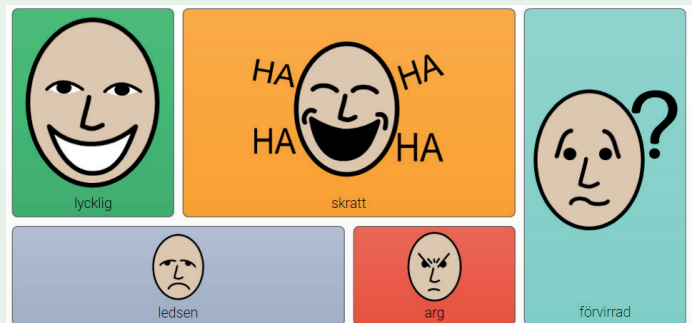 lycklig
HA
HA
HA
HA
skratt
?
förvirrad
ledsen
arg